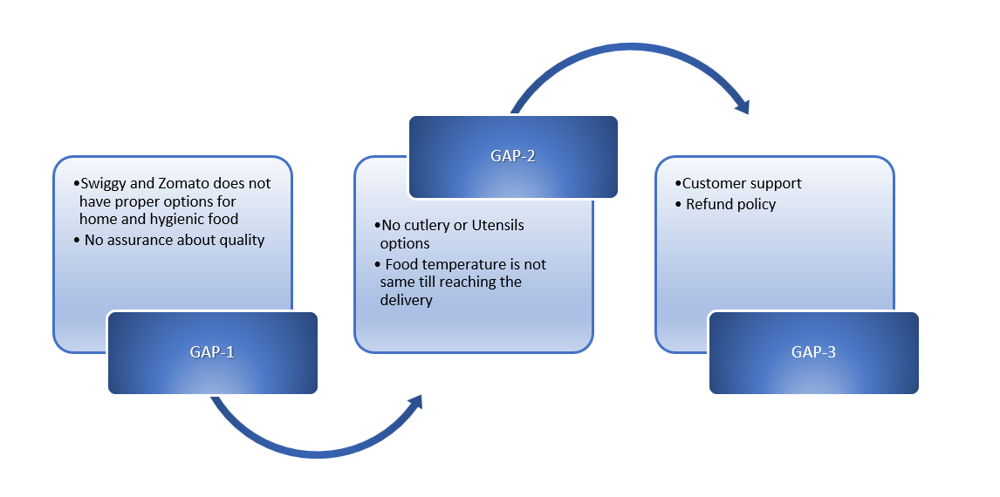 •Swiggy and Zomato does not
have proper options for
home and hygienic food
• No assurance about quality
GAP-1
GAP-2
•No cutlery or Utensils
options
• Food temperature is not
same till reaching the
delivery
•Customer support
• Refund policy
GAP-3